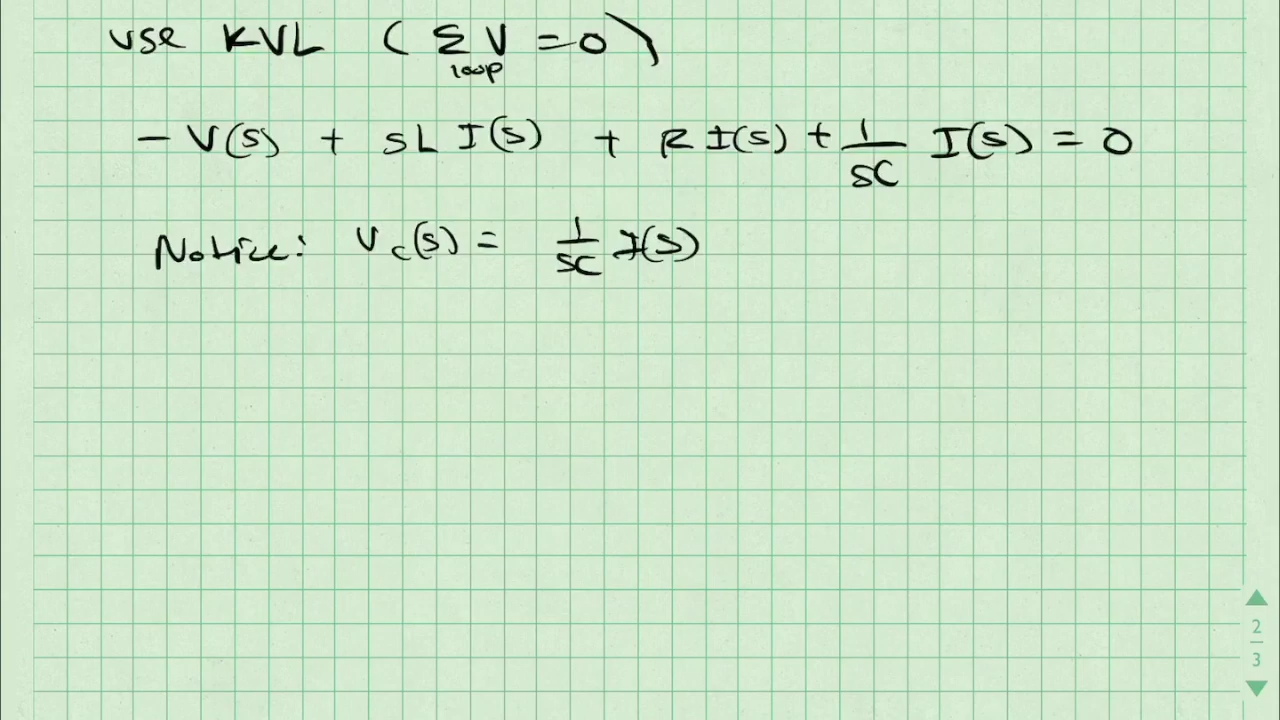 use KVL ( Σ V = 0 )
loop
- V(s) + sL I(s) + R I(s) + 1/sC I(s) = 0
Notice: Vc(s) = 1/sC I(s)
2
3